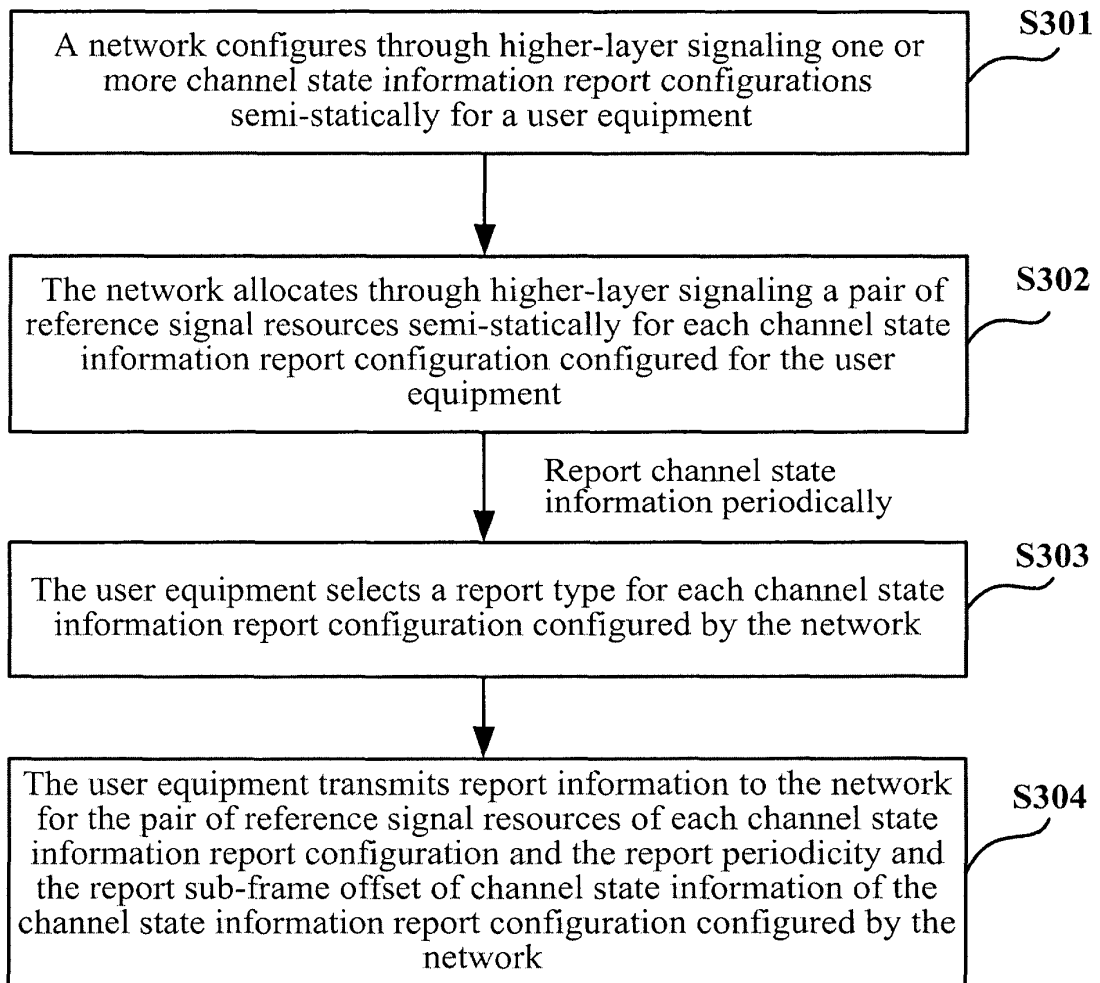 S301
A network configures through higher-layer signaling one or
more channel state information report configurations
semi-statically for a user equipment
S302
The network allocates through higher-layer signaling a pair of
reference signal resources semi-statically for each channel state
information report configuration configured for the user
equipment
Report channel state
information periodically
S303
The user equipment selects a report type for each channel state
information report configuration configured by the network
S304
The user equipment transmits report information to the network
for the pair of reference signal resources of each channel state
information report configuration and the report periodicity and
the report sub-frame offset of channel state information of the
channel state information report configuration configured by the
network